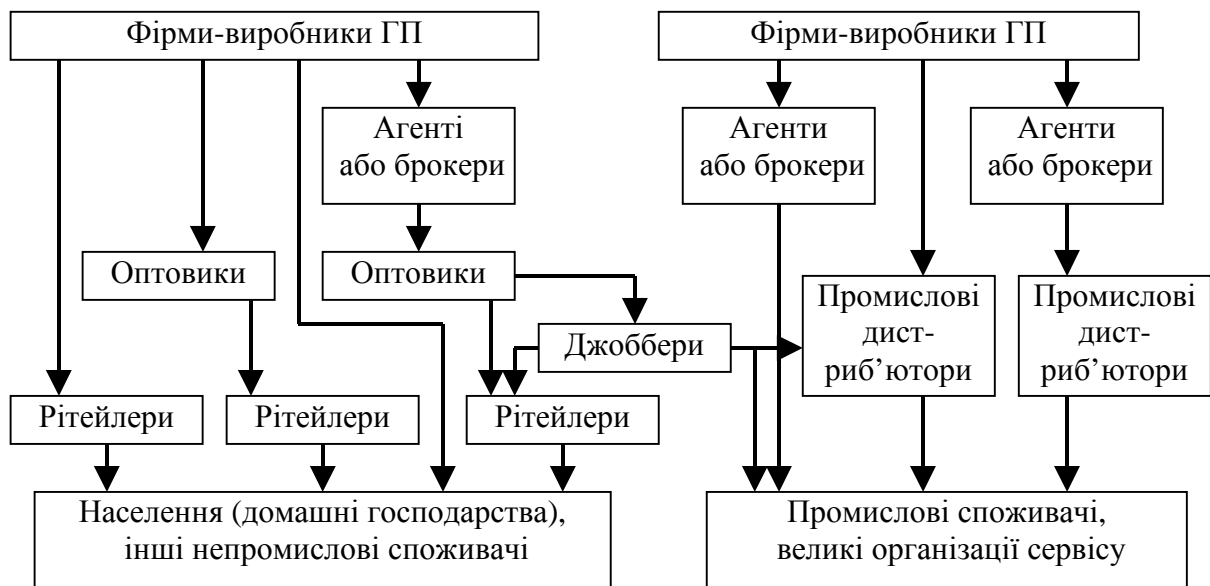 Фірми-виробники ГП
Фірми-виробники ГП
Агенті
або брокери
Агенти
або брокери
Агенти
або брокери
Оптовики
Оптовики
Промислові
дист-
риб’ютори
Промислові
дист-
риб’ютори
Джоббери
Рітейлери
Рітейлери
Рітейлери
Населення (домашні господарства),
інші непромислові споживачі
Промислові споживачі,
великі організації сервісу